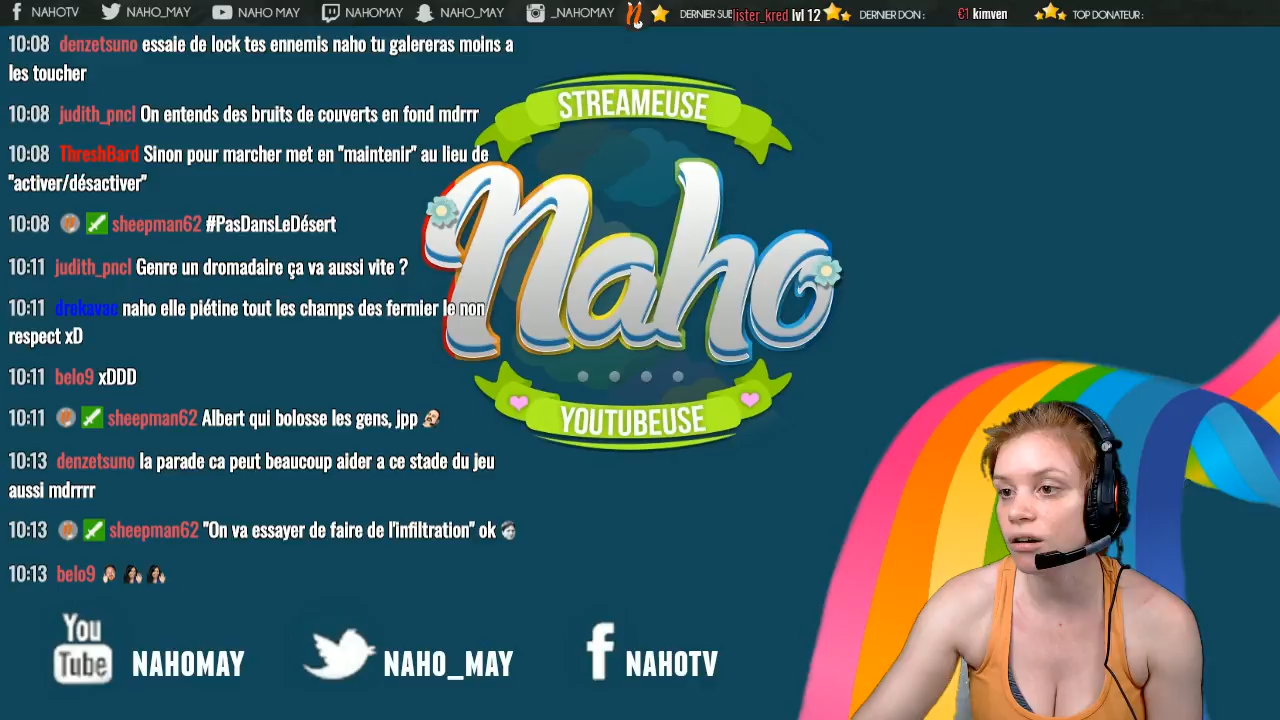 NAHOTV NAHO_MAY NAHO MAY NAHOMAY NAHO_MAY _NAHOMAY DERNIER SUB lister_kred lvl 12 DERNIER DON : €1 kimven TOP DONATEUR :
10:08 denzetsuno essaie de lock tes ennemis naho tu galereras moins a
les toucher
10:08 judith_pncl On entends des bruits de couverts en fond mdrrr
10:08 ThreshBard Sinon pour marcher met en "maintenir" au lieu de
"activer/désactiver"
10:08 sheepman62 #PasDansLeDésert
10:11 judith_pncl Genre un dromadaire ça va aussi vite ?
10:11 drekavac naho elle piétine tout les champs des fermier le non
respect xD
10:11 belo9 xDDD
10:11 sheepman62 Albert qui bolosse les gens, jpp
10:13 denzetsuno la parade ca peut beaucoup aider a ce stade du jeu
aussi mdrrrr
10:13 sheepman62 "On va essayer de faire de l'infiltration" ok
10:13 belo9
STREAMEUSE
Naho
YOUTUBEUSE
You
Tube NAHOMAY NAHO_MAY NAHOTV